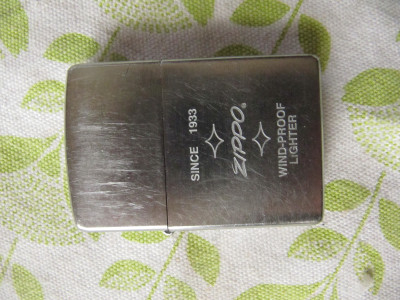 SINCE 1933
ZIPPO®
WIND-PROOF
LIGHTER